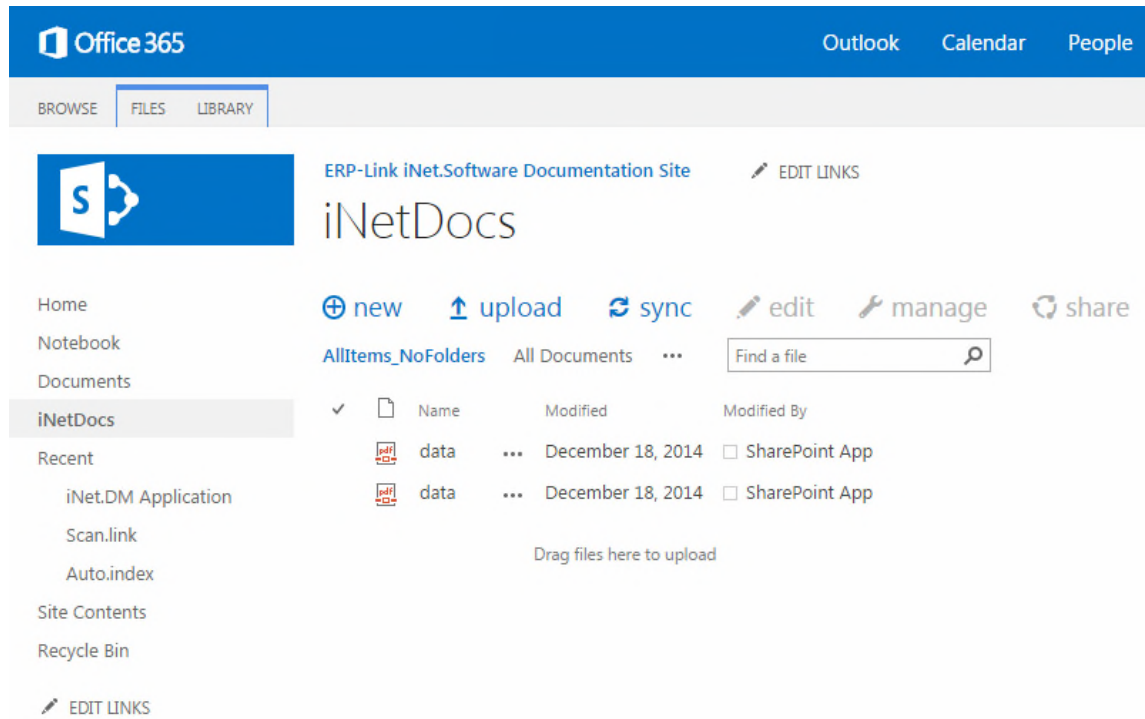 Office 365 Outlook Calendar People
BROWSE FILES LIBRARY
S
ERP-Link iNet.Software Documentation Site EDIT LINKS
iNetDocs
Home
Notebook
Documents
iNetDocs
Recent
iNet.DM Application
Scan.link
Auto.index
Site Contents
Recycle Bin
EDIT LINKS
new upload sync edit manage share
AllItems_NoFolders All Documents ... Find a file
Name Modified Modified By
pdf data ... December 18, 2014 SharePoint App
pdf data ... December 18, 2014 SharePoint App
Drag files here to upload